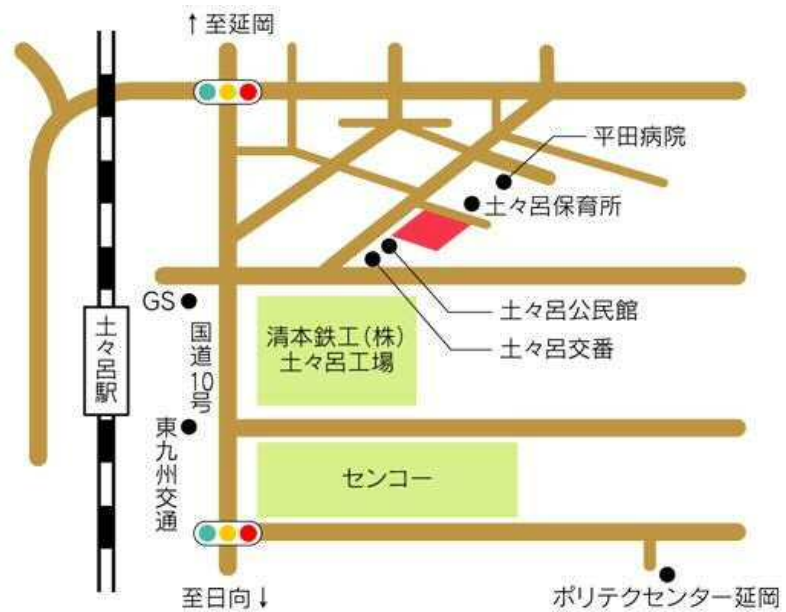 ↑至延岡
平田病院
土々呂保育所
土々呂公民館
土々呂交番
GS
国道10号
清本鉄工(株)
土々呂工場
土々呂駅
東九州交通
センコー
至日向↓
ポリテクセンター延岡